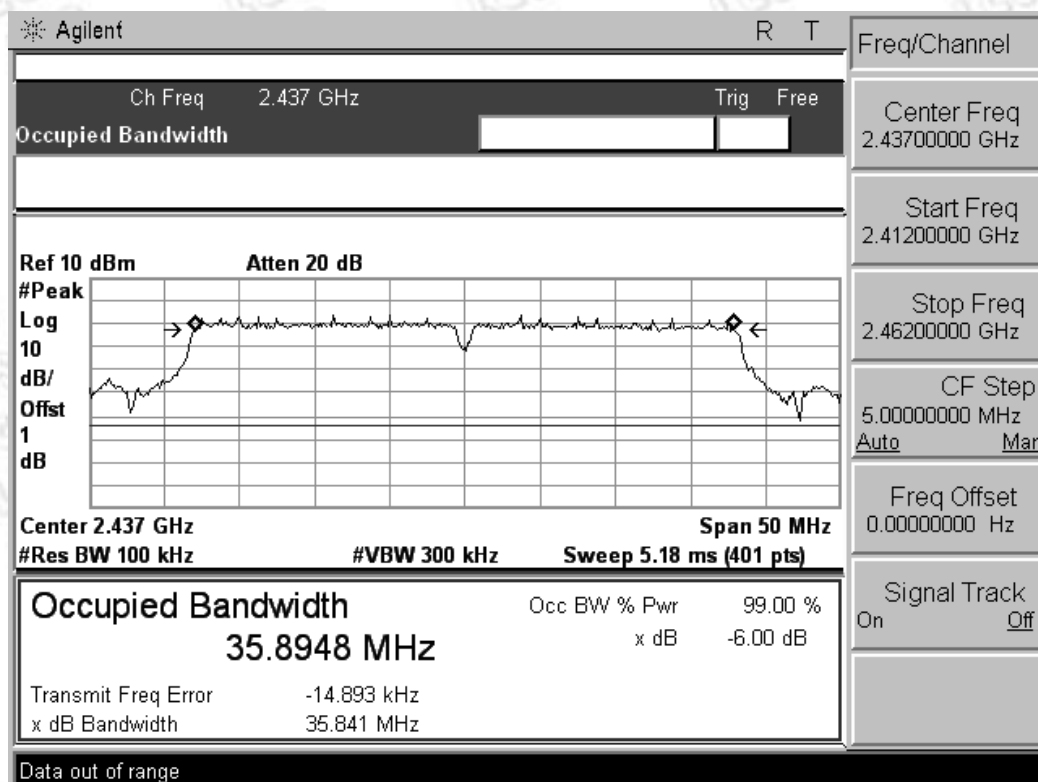 Agilent R T
Ch Freq 2.437 GHz Trig Free
Occupied Bandwidth
Ref 10 dBm Atten 20 dB
#Peak
Log
10
dB/
Offst
1
dB
Center 2.437 GHz Span 50 MHz
#Res BW 100 kHz #VBW 300 kHz Sweep 5.18 ms (401 pts)
Occupied Bandwidth Occ BW % Pwr 99.00 %
35.8948 MHz x dB -6.00 dB
Transmit Freq Error -14.893 kHz
x dB Bandwidth 35.841 MHz
Data out of range
Freq/Channel
Center Freq
2.43700000 GHz
Start Freq
2.41200000 GHz
Stop Freq
2.46200000 GHz
CF Step
5.00000000 MHz
Auto Man
Freq Offset
0.00000000 Hz
Signal Track
On Off